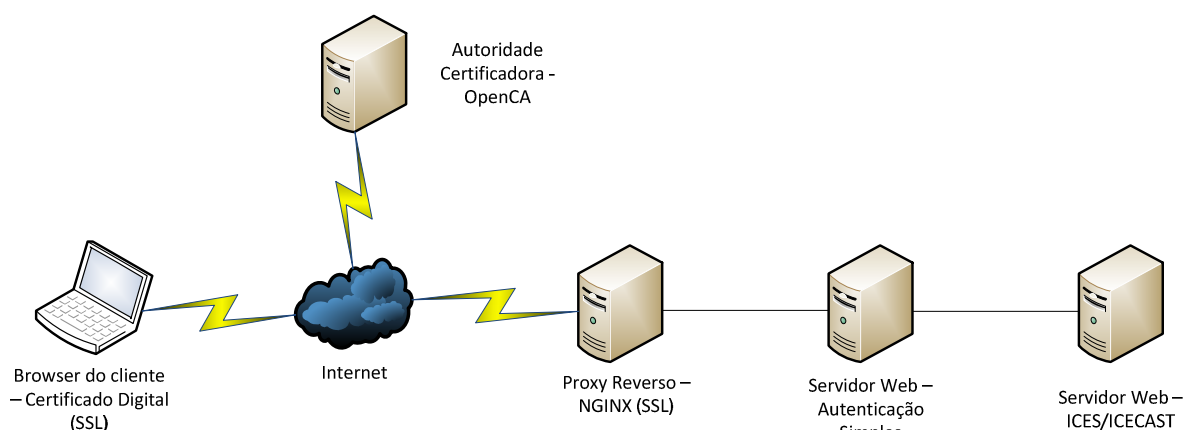 Autoridade
Certificadora -
OpenCA
Internet
Browser do cliente
– Certificado Digital
(SSL)
Proxy Reverso –
NGINX (SSL)
Servidor Web –
Autenticação
Simples
Servidor Web –
ICES/ICECAST